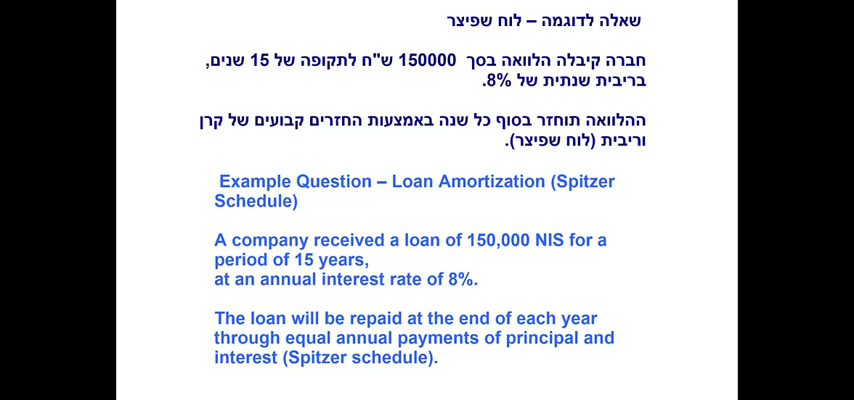 שאלה לדוגמה – לוח שפיצר
חברה קיבלה הלוואה בסך 150000 ש"ח לתקופה של 15 שנים,
בריבית שנתית של 8%.
ההלוואה תוחזר בסוף כל שנה באמצעות החזרים קבועים של קרן
וריבית (לוח שפיצר).
Example Question – Loan Amortization (Spitzer
Schedule)
A company received a loan of 150,000 NIS for a
period of 15 years,
at an annual interest rate of 8%.
The loan will be repaid at the end of each year
through equal annual payments of principal and
interest (Spitzer schedule).